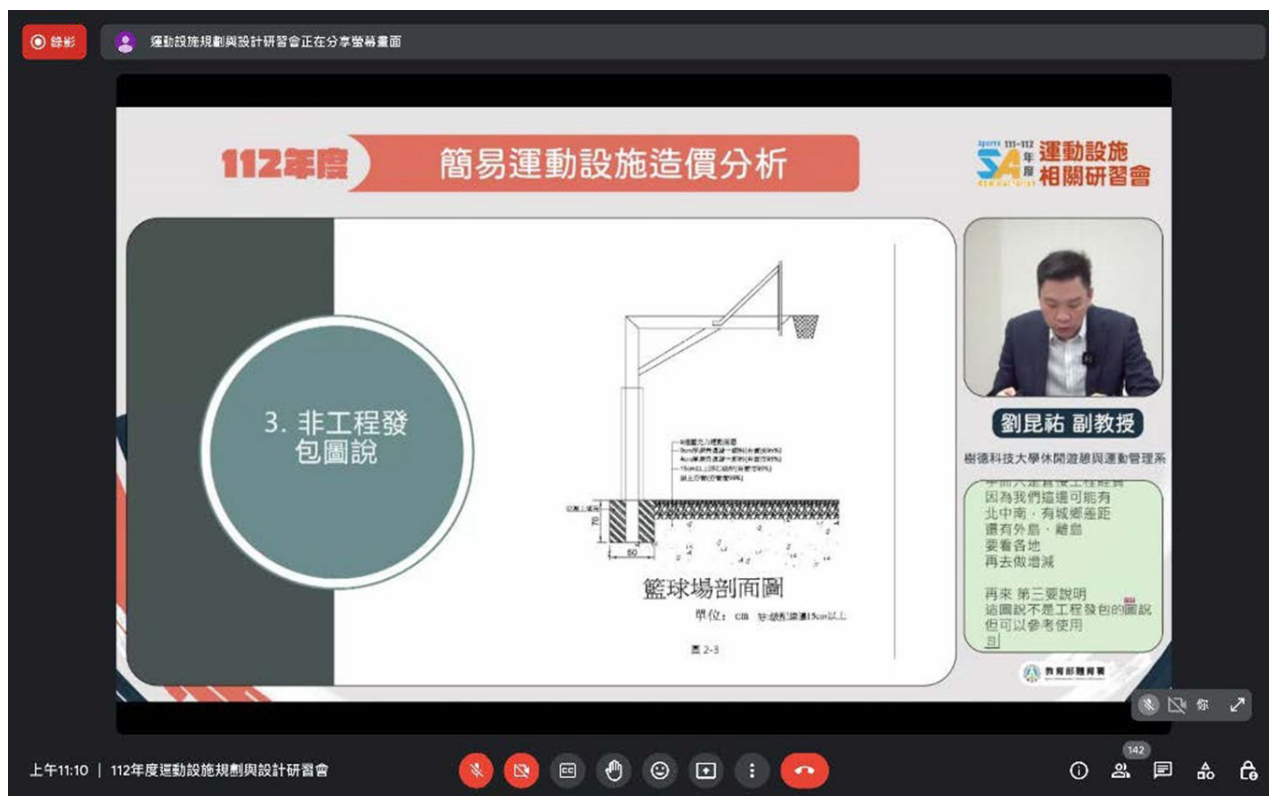 錄影
運動設施規劃與設計研習會正在分享螢幕畫面
112年度
簡易運動設施造價分析
Sports 111-112
SA
年度
運動設施
相關研習會
3. 非工程發
包圖說
70
60
籃球場剖面圖
單位：cm
圖 2-3
劉昆祐 副教授
樹德科技大學休閒遊憩與運動管理系
因為我們這邊可能有
北中南，有城鄉差距
還有外島，離島
要看各地
再去做增減
再來 第三要說明
這圖說不是工程發包的圖說
但可以參考使用
教育部體育署
你
上午11:10 | 112年度運動設施規劃與設計研習會
CC
142